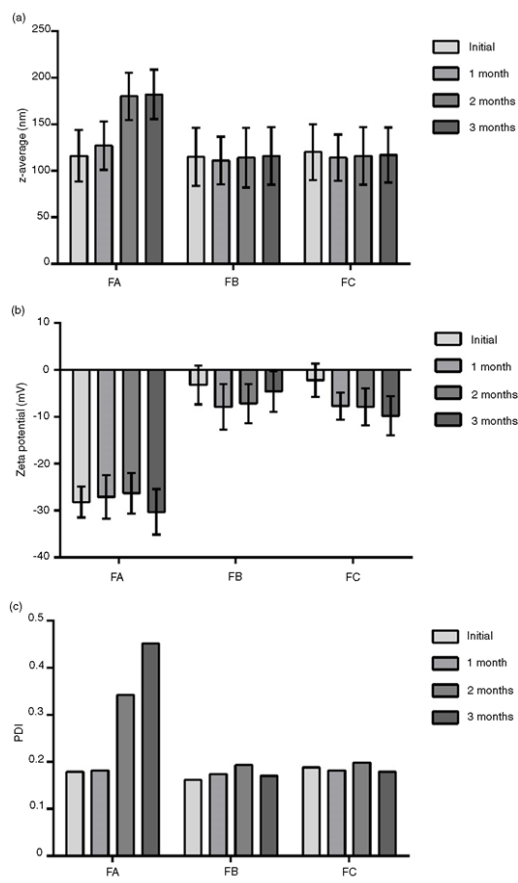 (a)
250
200
150
100
50
0
z-average (nm)
FA FB FC
Initial
1 month
2 months
3 months
(b)
10
0
-10
-20
-30
-40
Zeta potential (mV)
FA FB FC
Initial
1 month
2 months
3 months
(c)
0.5
0.4
0.3
0.2
0.1
0
PDI
FA FB FC
Initial
1 month
2 months
3 months